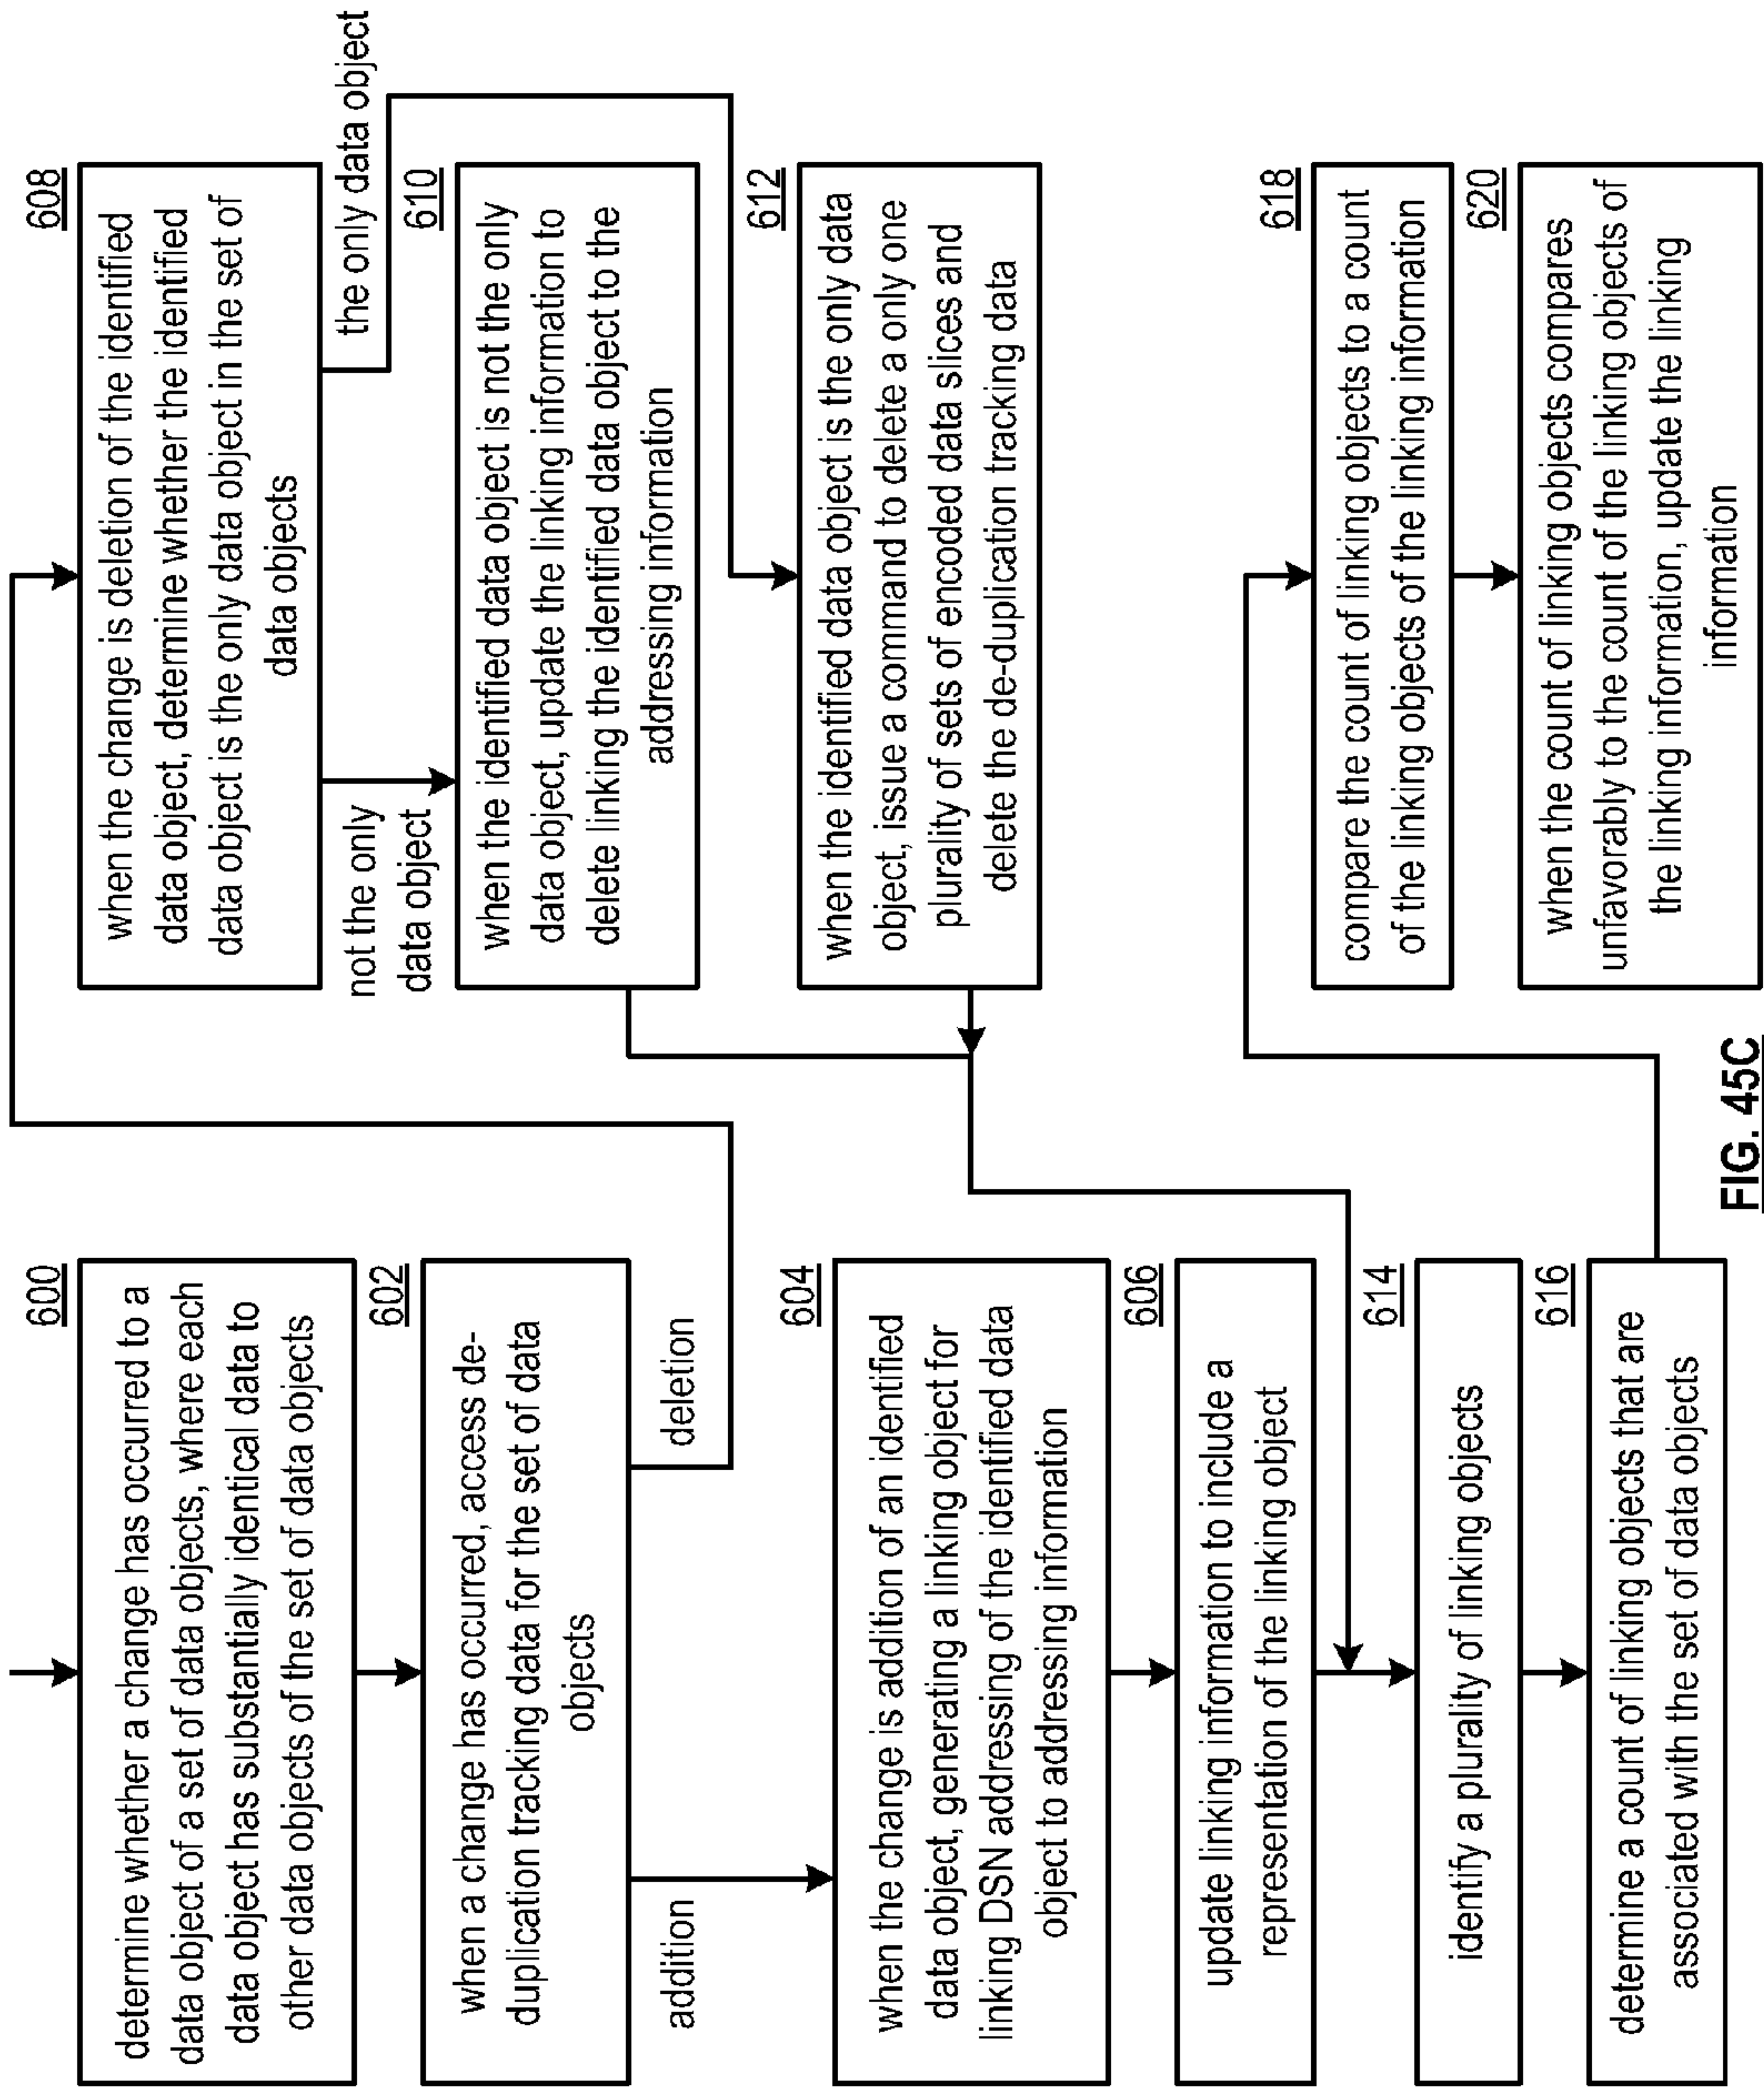 600
determine whether a change has occurred to a
data object of a set of data objects, where each
data object has substantially identical data to
other data objects of the set of data objects
602
when a change has occurred, access de-
duplication tracking data for the set of data
objects
addition
deletion
604
when the change is addition of an identified
data object, generating a linking object for
linking DSN addressing of the identified data
object to addressing information
606
update linking information to include a
representation of the linking object
614
identify a plurality of linking objects
616
determine a count of linking objects that are
associated with the set of data objects
608
when the change is deletion of the identified
data object, determine whether the identified
data object is the only data object in the set of
data objects
not the only
data object
the only data object
610
when the identified data object is not the only
data object, update the linking information to
delete linking the identified data object to the
addressing information
612
when the identified data object is the only data
object, issue a command to delete a only one
plurality of sets of encoded data slices and
delete the de-duplication tracking data
618
compare the count of linking objects to a count
of the linking objects of the linking information
620
when the count of linking objects compares
unfavorably to the count of the linking objects of
the linking information, update the linking
information
FIG. 45C